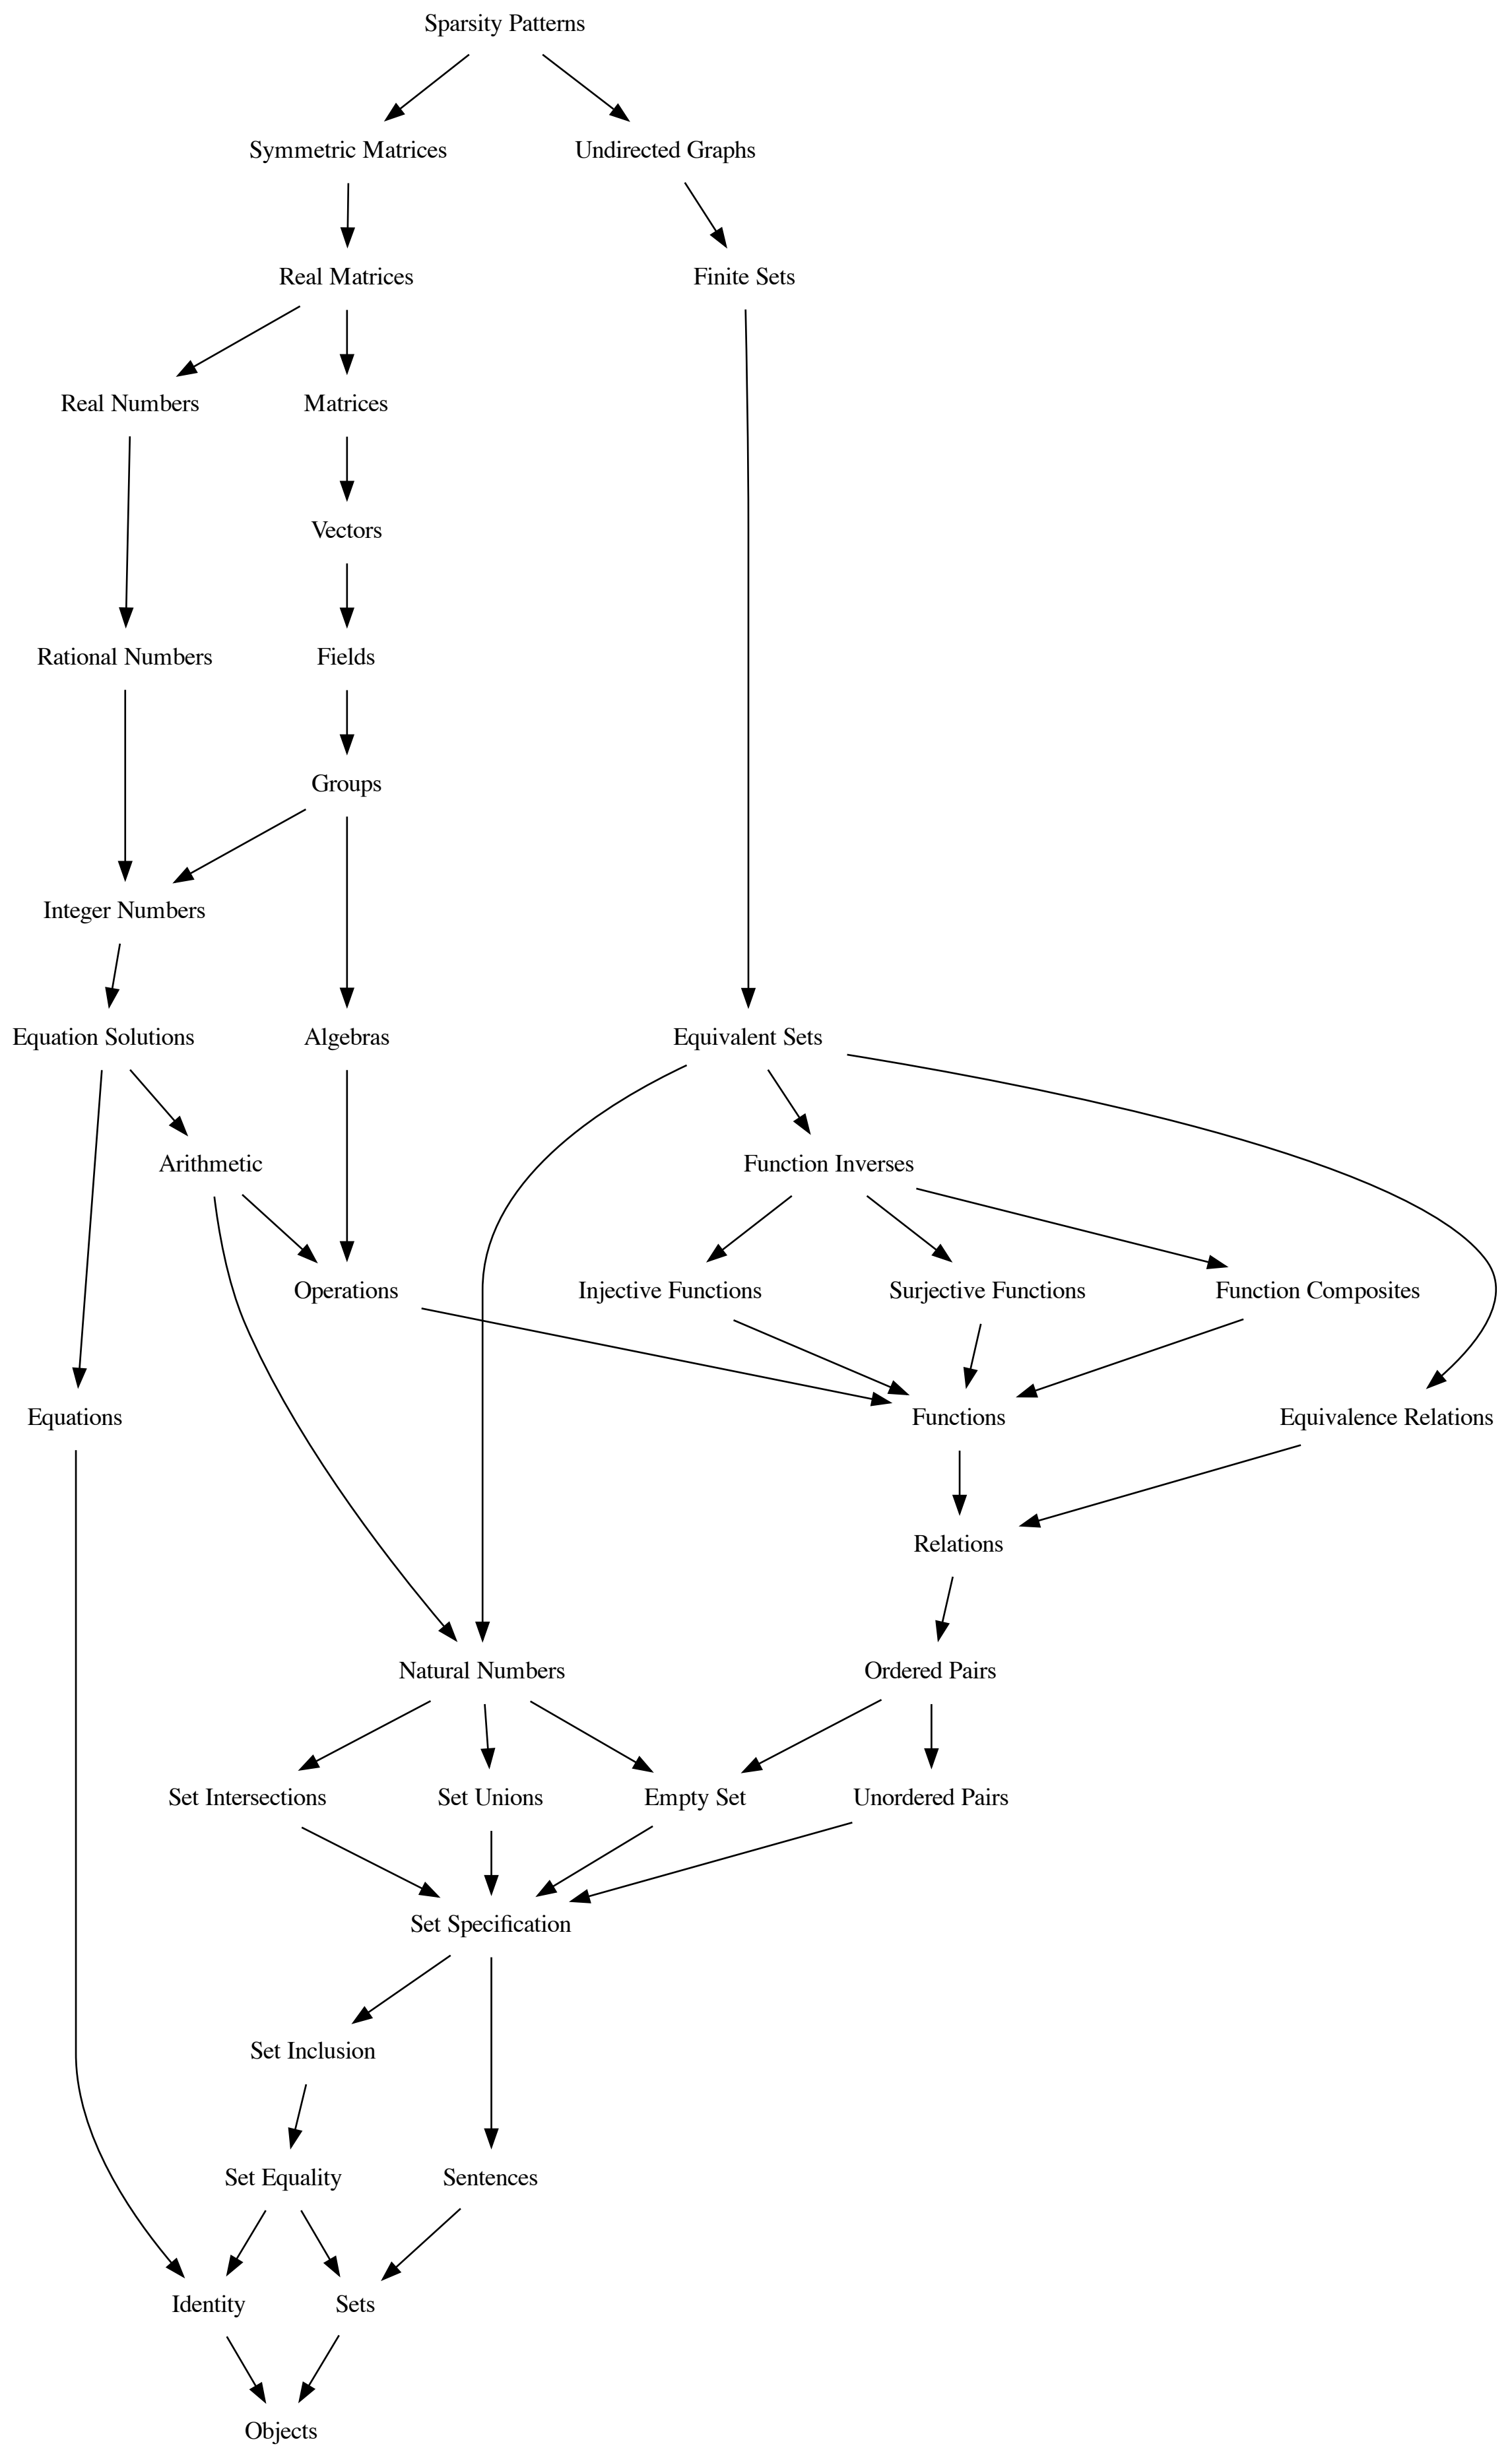 Sparsity Patterns
Symmetric Matrices
Undirected Graphs
Real Matrices
Finite Sets
Real Numbers
Matrices
Vectors
Rational Numbers
Fields
Groups
Integer Numbers
Equation Solutions
Algebras
Equivalent Sets
Arithmetic
Function Inverses
Operations
Injective Functions
Surjective Functions
Function Composites
Equations
Functions
Equivalence Relations
Relations
Natural Numbers
Ordered Pairs
Set Intersections
Set Unions
Empty Set
Unordered Pairs
Set Specification
Set Inclusion
Set Equality
Sentences
Identity
Sets
Objects